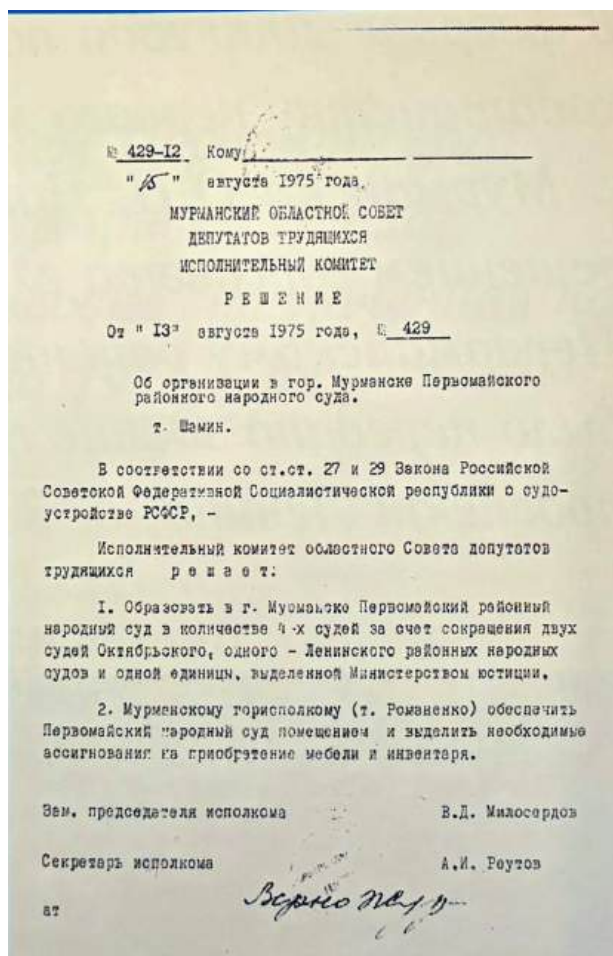 № 429-12 Кому
"15" августа 1975 года.
МУРМАНСКИЙ ОБЛАСТНОЙ СОВЕТ
ДЕПУТАТОВ ТРУДЯЩИХСЯ
ИСПОЛНИТЕЛЬНЫЙ КОМИТЕТ
Р Е Ш Е Н И Е
От "13" августа 1975 года, № 429
Об организации в гор. Мурманске Первомайского
районного народного суда.
т. Шамин.
В соответствии со ст.ст. 27 и 29 Закона Российской
Советской Федеративной Социалистической республики о судо-
устройстве РСФСР, -
Исполнительный комитет областного Совета депутатов
трудящихся р е ш а е т:
1. Образовать в г. Мурманске Первомайский районный
народный суд в количестве 4-х судей за счет сокращения двух
судей Октябрьского, одного - Ленинского районных народных
судов и одной единицы, выделенной Министерством юстиции.
2. Мурманскому горисполкому (т. Романенко) обеспечить
Первомайский народный суд помещением и выделить необходимые
ассигнования на приобретение мебели и инвентаря.
Зам. председателя исполкома В.Д. Милосердов
Секретарь исполкома А.И. Реутов
Верно
ат